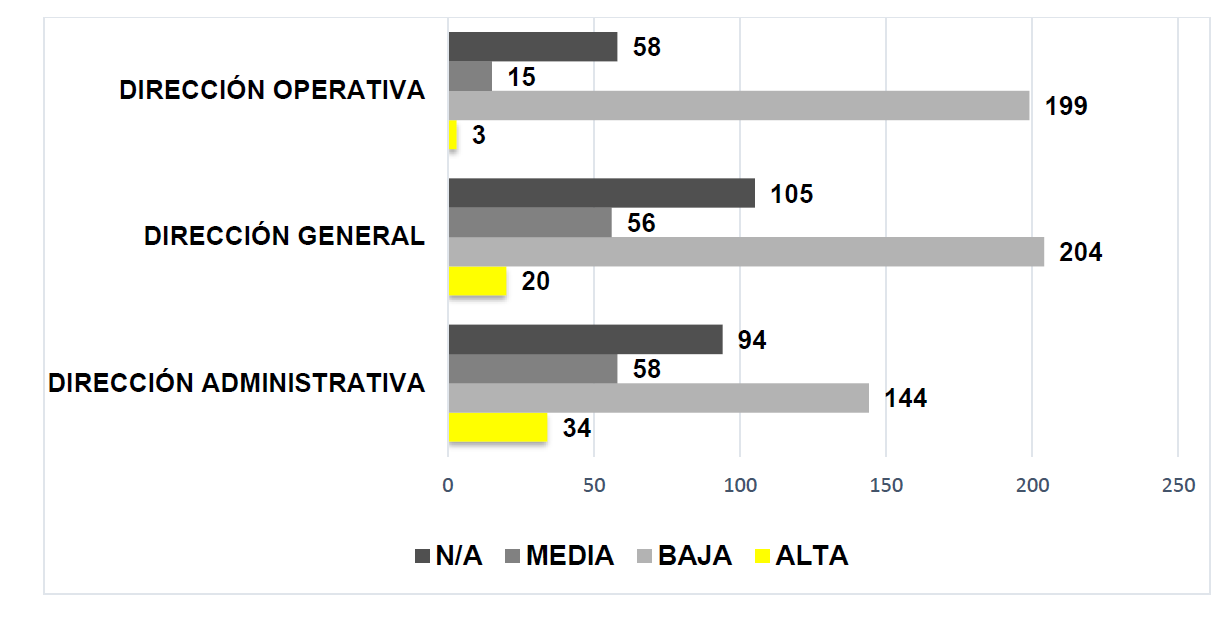 58
DIRECCIÓN OPERATIVA
15
199
3
105
DIRECCIÓN GENERAL
56
204
20
94
DIRECCIÓN ADMINISTRATIVA
58
144
34
0 50 100 150 200 250
N/A MEDIA BAJA ALTA